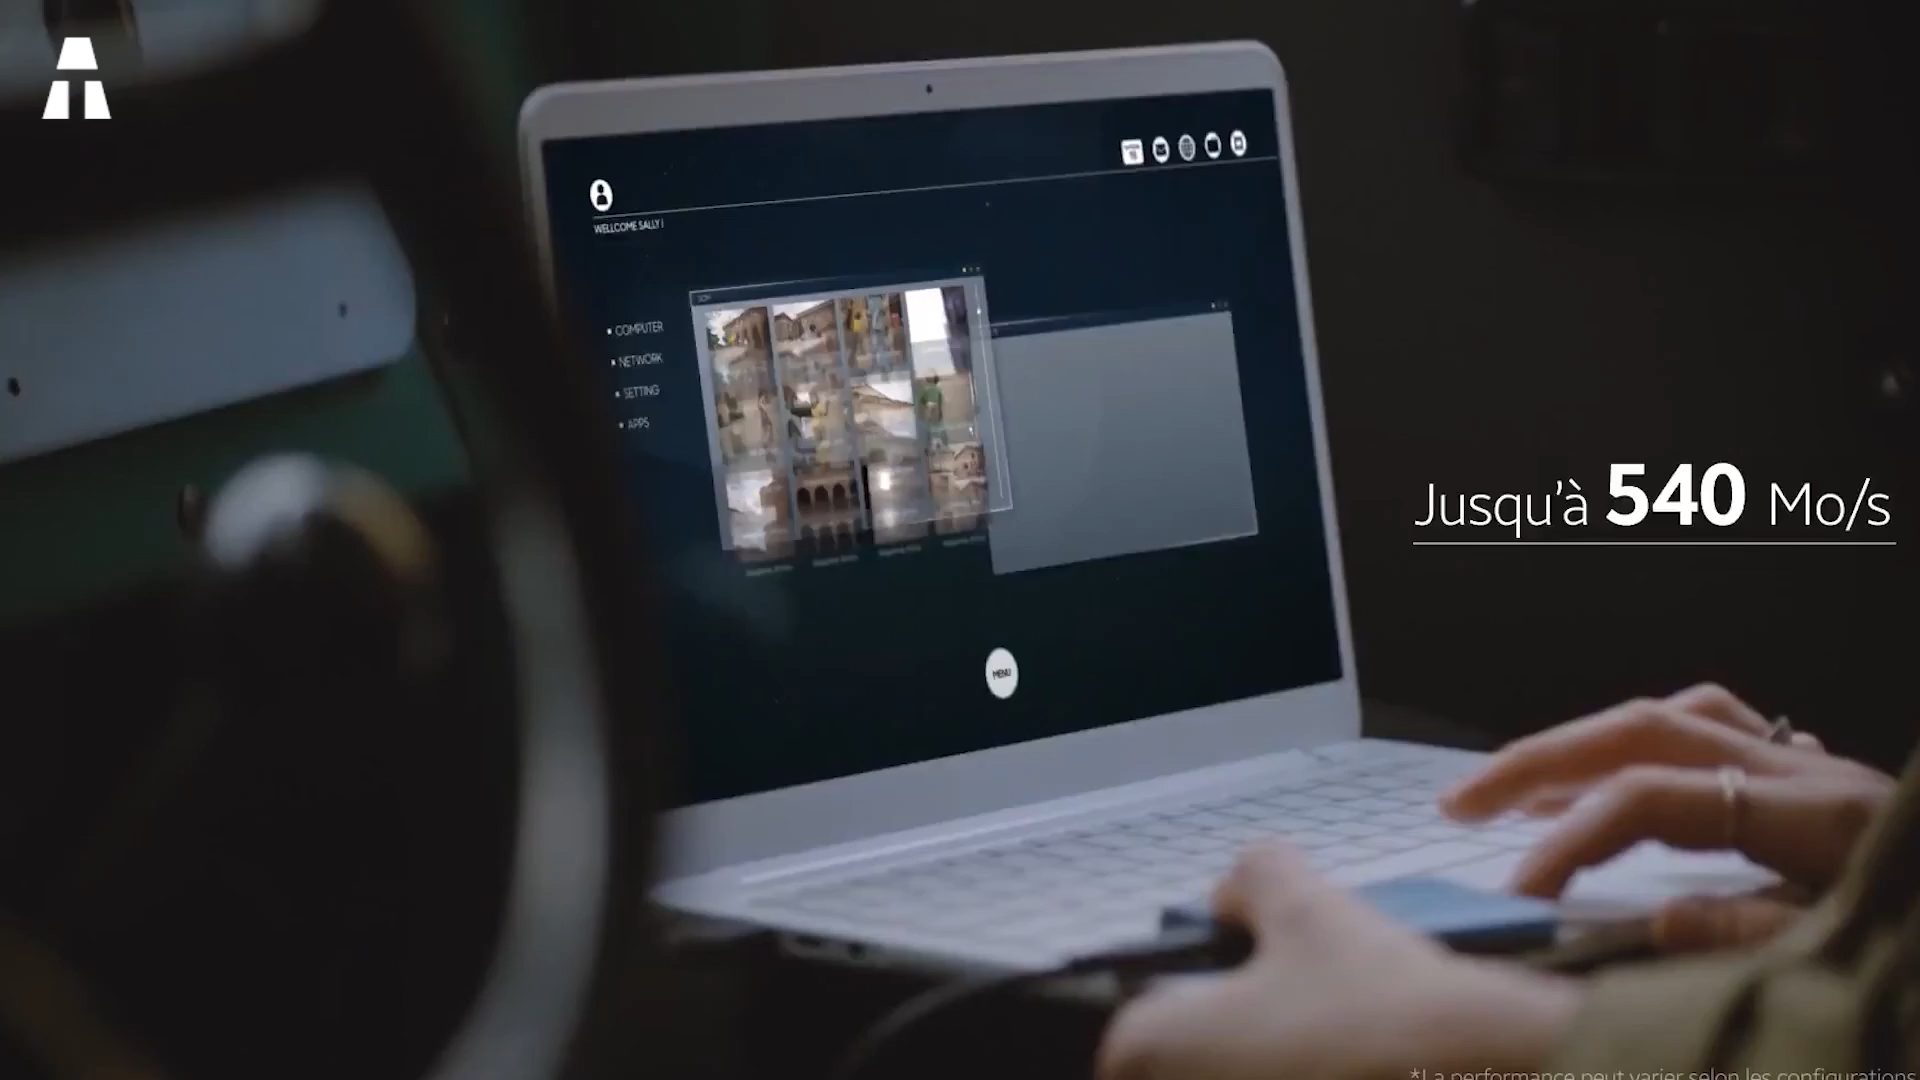 WELLCOME SALLY !
COMPUTER
NETWORK
SETTING
APPS
MENU
Jusqu'à 540 Mo/s
*La performance peut varier selon les configurations